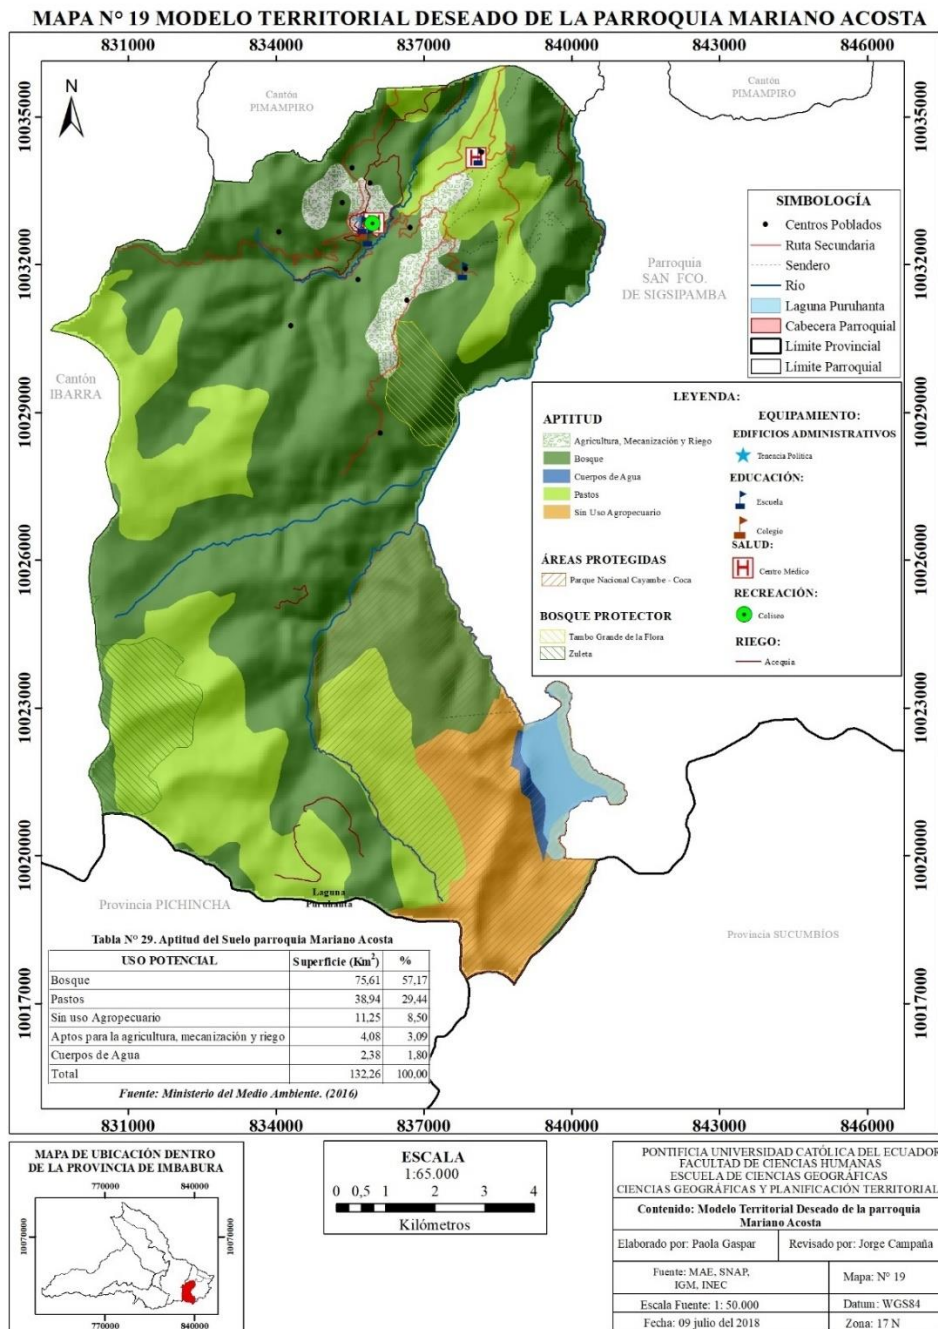 MAPA N° 19 MODELO TERRITORIAL DESEADO DE LA PARROQUIA MARIANO ACOSTA
831000 834000 837000 840000 843000 846000
N
Cantón
PIMAMPIRO
Cantón
PIMAMPIRO
10035000
10035000
10032000
10032000
Parroquia
SAN FCO.
DE SIGSIPAMBA
SIMBOLOGÍA
Centros Poblados
Ruta Secundaria
Sendero
Rio
Laguna Puruhanta
Cabecera Parroquial
Límite Provincial
Límite Parroquial
Cantón
IBARRA
10029000
10029000
LEYENDA:
APTITUD
Agricultura, Mecanización y Riego
Bosque
Cuerpos de Agua
Pastos
Sin Uso Agropecuario
ÁREAS PROTEGIDAS
Parque Nacional Cayambe - Coca
BOSQUE PROTECTOR
Tambo Grande de la Flora
Zuleta
EQUIPAMIENTO:
EDIFICIOS ADMINISTRATIVOS
Tenencia Politica
EDUCACIÓN:
Escuela
Colegio
SALUD:
H
Centro Médico
RECREACIÓN:
Coliseo
RIEGO:
Acequia
10026000
10026000
10023000
10023000
10020000
10020000
Provincia PICHINCHA
Laguna
Puruhanta
Provincia SUCUMBÍOS
10017000
10017000
Tabla N° 29. Aptitud del Suelo parroquia Mariano Acosta
USO POTENCIAL Superficie (Km²) %
Bosque 75,61 57,17
Pastos 38,94 29,44
Sin uso Agropecuario 11,25 8,50
Aptos para la agricultura, mecanización y riego 4,08 3,09
Cuerpos de Agua 2,38 1,80
Total 132,26 100,00
Fuente: Ministerio del Medio Ambiente. (2016)
831000 834000 837000 840000 843000 846000
MAPA DE UBICACIÓN DENTRO
DE LA PROVINCIA DE IMBABURA
770000 840000
10070000
10070000
770000 840000
ESCALA
1:65.000
0 0,5 1 2 3 4
Kilómetros
PONTIFICIA UNIVERSIDAD CATÓLICA DEL ECUADOR
FACULTAD DE CIENCIAS HUMANAS
ESCUELA DE CIENCIAS GEOGRÁFICAS
CIENCIAS GEOGRÁFICAS Y PLANIFICACIÓN TERRITORIAL
Contenido: Modelo Territorial Deseado de la parroquia
Mariano Acosta
Elaborado por: Paola Gaspar Revisado por: Jorge Campaña
Fuente: MAE, SNAP,
IGM, INEC
Mapa: N° 19
Escala Fuente: 1: 50.000 Datum: WGS84
Fecha: 09 julio del 2018 Zona: 17 N